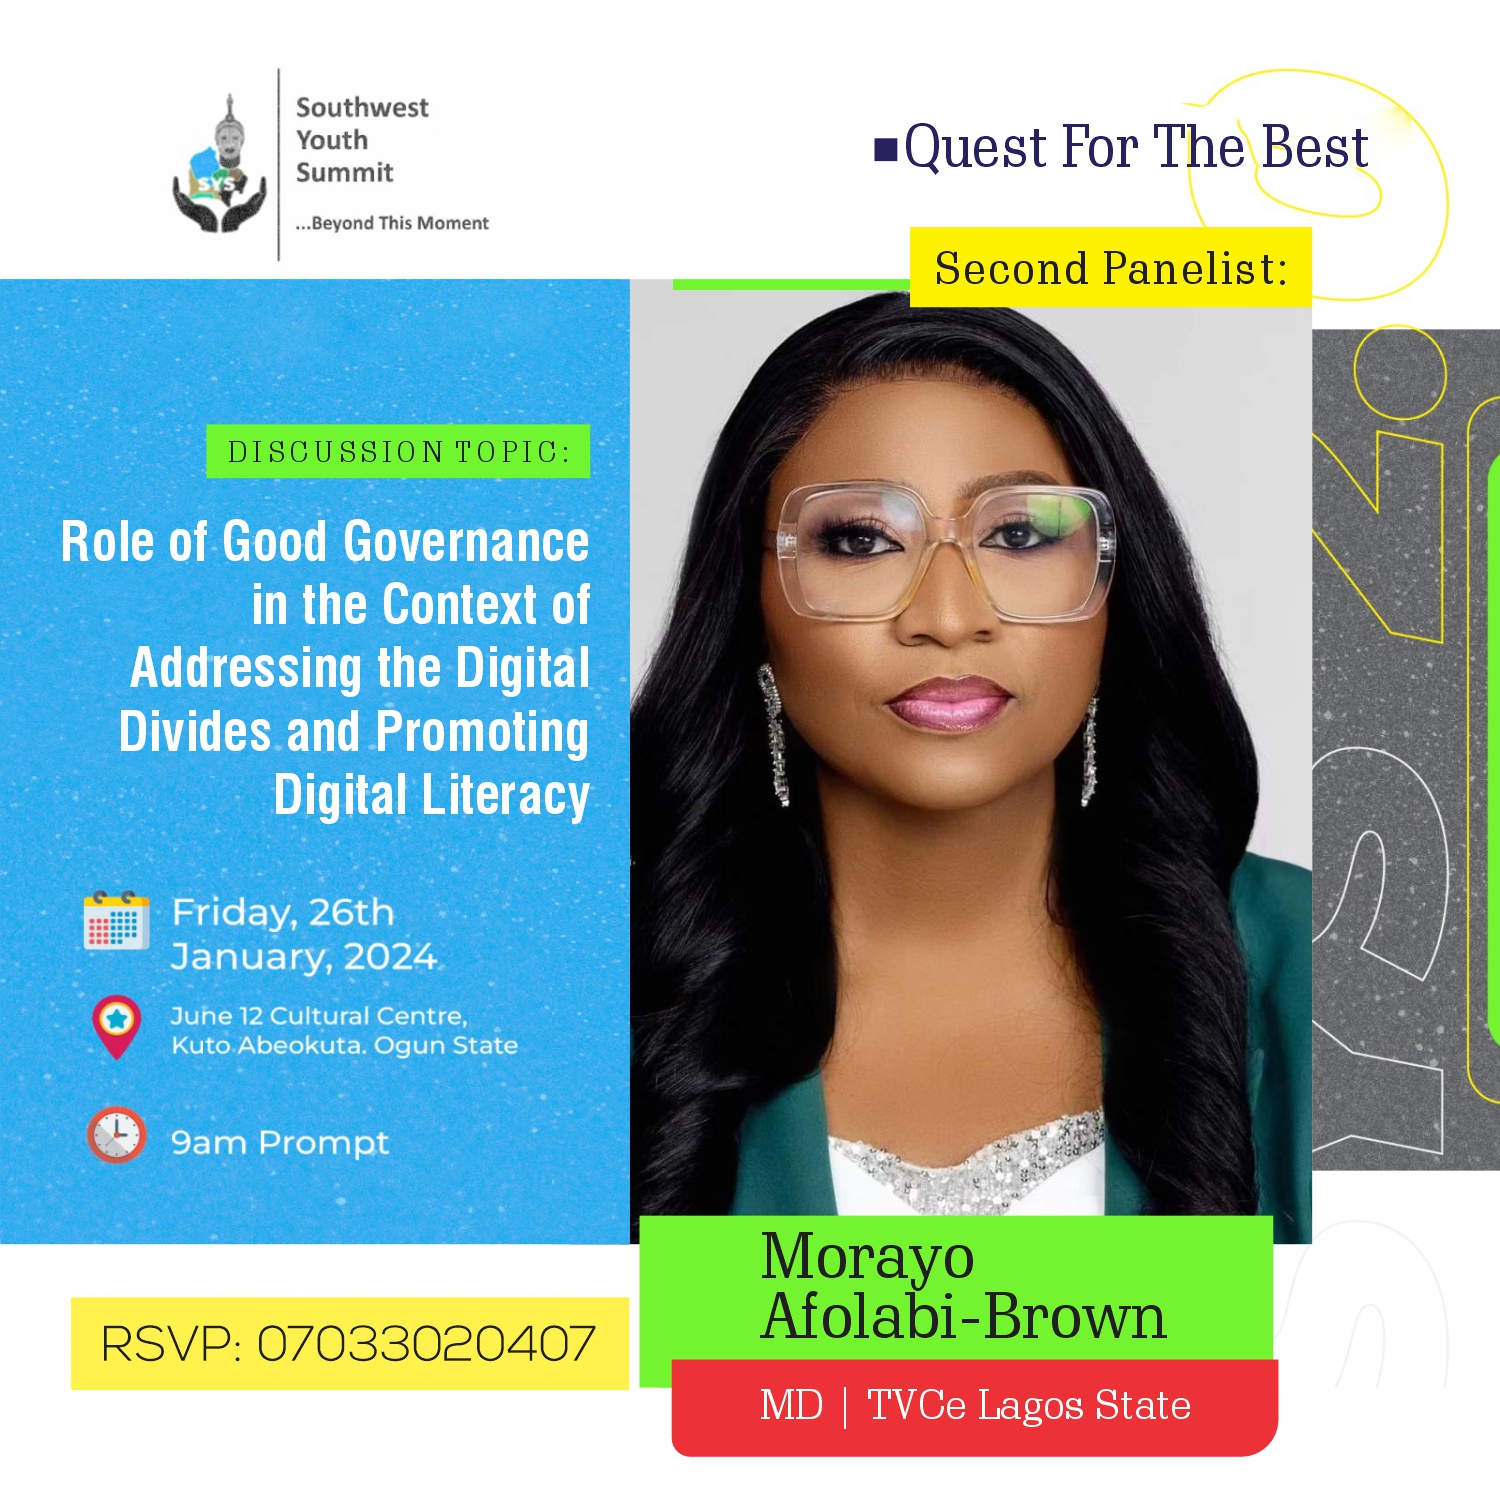 Southwest
Youth
Summit
...Beyond This Moment
SYS
Quest For The Best
Second Panelist:
DISCUSSION TOPIC:
Role of Good Governance
in the Context of
Addressing the Digital
Divides and Promoting
Digital Literacy
Friday, 26th
January, 2024
June 12 Cultural Centre,
Kuto Abeokuta. Ogun State
9am Prompt
RSVP: 07033020407
Morayo
Afolabi-Brown
MD | TVCe Lagos State